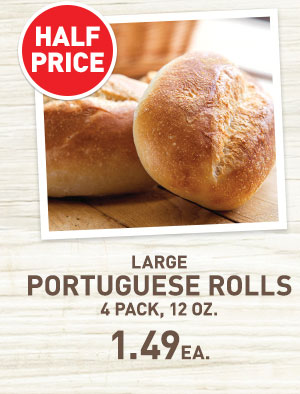 HALF
PRICE
LARGE
PORTUGUESE ROLLS
4 PACK, 12 OZ.
1.49EA.